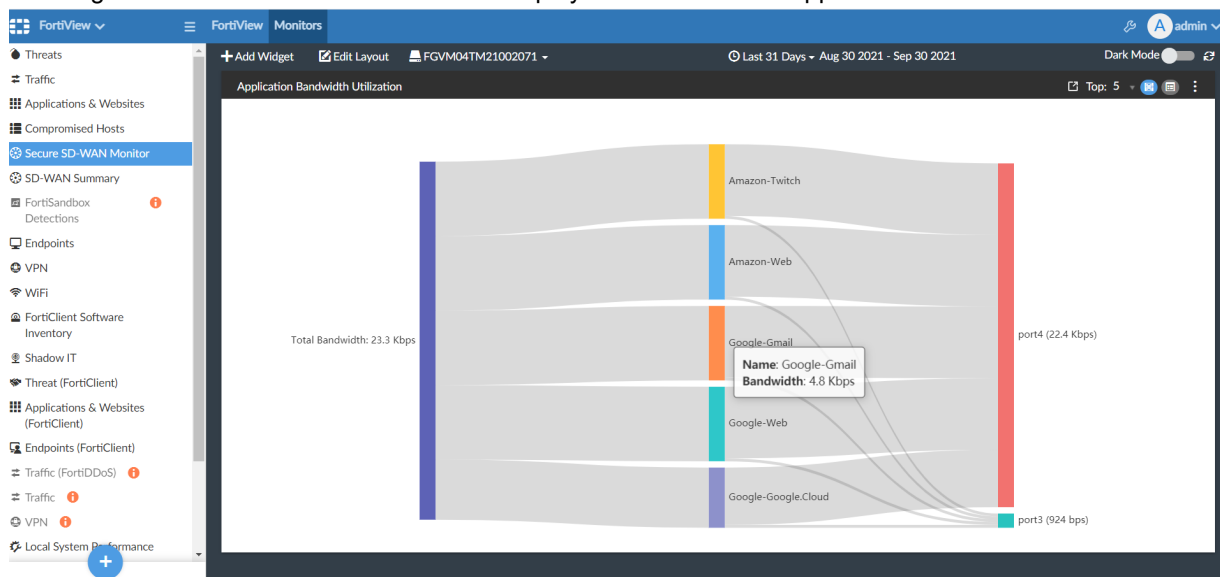 FortiView
FortiView Monitors
admin
A
Threats
Traffic
Applications & Websites
Compromised Hosts
Secure SD-WAN Monitor
SD-WAN Summary
FortiSandbox
Detections
Endpoints
VPN
WiFi
FortiClient Software
Inventory
Shadow IT
Threat (FortiClient)
Applications & Websites
(FortiClient)
Endpoints (FortiClient)
Traffic (FortiDDoS)
Traffic
VPN
Local System Performance
Add Widget Edit Layout FGVM04TM21002071 Last 31 Days Aug 30 2021 - Sep 30 2021 Dark Mode
Application Bandwidth Utilization Top: 5
Total Bandwidth: 23.3 Kbps
Amazon-Twitch
Amazon-Web
Google-Gmail
Name: Google-Gmail
Bandwidth: 4.8 Kbps
Google-Web
Google-Google.Cloud
port4 (22.4 Kbps)
port3 (924 bps)